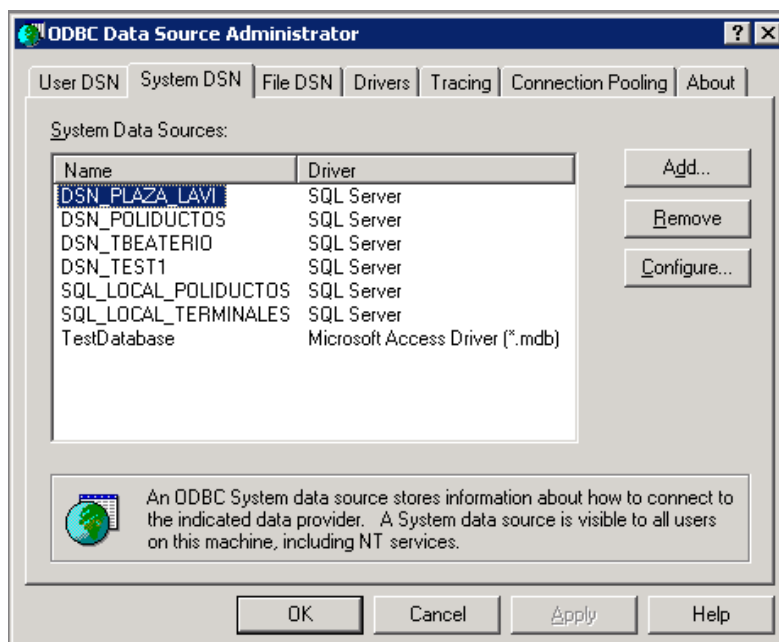 ODBC Data Source Administrator
User DSN System DSN File DSN Drivers Tracing Connection Pooling About
System Data Sources:
Name Driver
DSN_PLAZA_LAVI SQL Server
DSN_POLIDUCTOS SQL Server
DSN_TBEATERIO SQL Server
DSN_TEST1 SQL Server
SQL_LOCAL_POLIDUCTOS SQL Server
SQL_LOCAL_TERMINALES SQL Server
TestDatabase Microsoft Access Driver (*.mdb)
Add...
Remove
Configure...
An ODBC System data source stores information about how to connect to
the indicated data provider. A System data source is visible to all users
on this machine, including NT services.
OK Cancel Apply Help